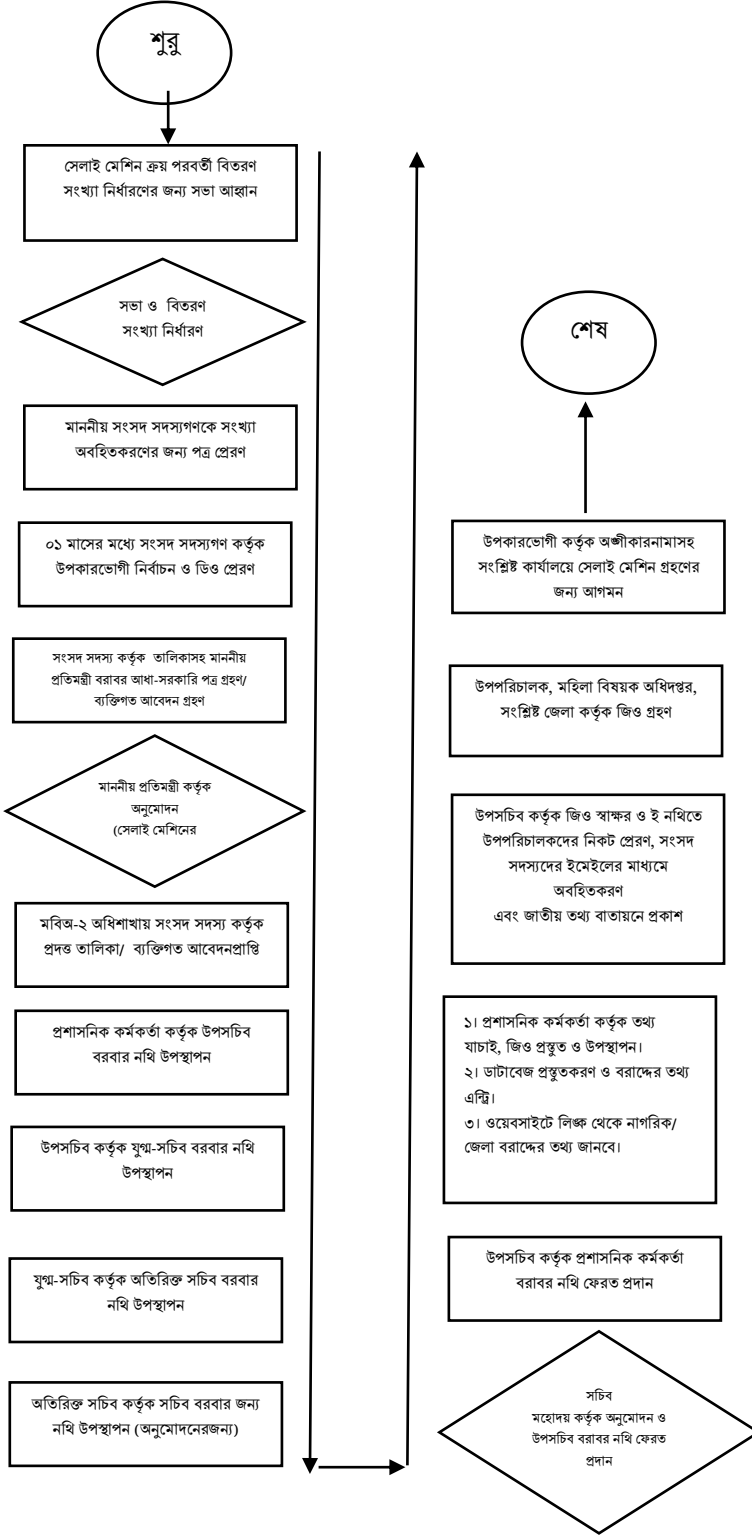 শুরু
সেলাই মেশিন ক্রয় পরবর্তী বিতরণ
সংখ্যা নির্ধারণের জন্য সভা আহ্বান
সভা ও বিতরণ
সংখ্যা নির্ধারণ
মাননীয় সংসদ সদস্যগণকে সংখ্যা
অবহিতকরণের জন্য পত্র প্রেরণ
০১ মাসের মধ্যে সংসদ সদস্যগণ কর্তৃক
উপকারভোগী নির্বাচন ও ডিও প্রেরণ
সংসদ সদস্য কর্তৃক তালিকাসহ মাননীয়
প্রতিমন্ত্রী বরাবর আধা-সরকারি পত্র গ্রহণ/
ব্যক্তিগত আবেদন গ্রহণ
মাননীয় প্রতিমন্ত্রী কর্তৃক
অনুমোদন
(সেলাই মেশিনের
মবিঅ-২ অধিশাখায় সংসদ সদস্য কর্তৃক
প্রদত্ত তালিকা/ ব্যক্তিগত আবেদনপ্রাপ্তি
প্রশাসনিক কর্মকর্তা কর্তৃক উপসচিব
বরবার নথি উপস্থাপন
উপসচিব কর্তৃক যুগ্ম-সচিব বরবার নথি
উপস্থাপন
যুগ্ম-সচিব কর্তৃক অতিরিক্ত সচিব বরবার
নথি উপস্থাপন
অতিরিক্ত সচিব কর্তৃক সচিব বরবার জন্য
নথি উপস্থাপন (অনুমোদনেরজন্য)
শেষ
উপকারভোগী কর্তৃক অঙ্গীকারনামাসহ
সংশ্লিষ্ট কার্যালয়ে সেলাই মেশিন গ্রহণের
জন্য আগমন
উপপরিচালক, মহিলা বিষয়ক অধিদপ্তর,
সংশ্লিষ্ট জেলা কর্তৃক জিও গ্রহণ
উপসচিব কর্তৃক জিও স্বাক্ষর ও ই নথিতে
উপপরিচালকদের নিকট প্রেরণ, সংসদ
সদস্যদের ইমেইলের মাধ্যমে
অবহিতকরণ
এবং জাতীয় তথ্য বাতায়নে প্রকাশ
১। প্রশাসনিক কর্মকর্তা কর্তৃক তথ্য
যাচাই, জিও প্রস্তুত ও উপস্থাপন।
২। ডাটাবেজ প্রস্তুতকরণ ও বরাদ্দের তথ্য
এন্ট্রি।
৩। ওয়েবসাইটে লিঙ্ক থেকে নাগরিক/
জেলা বরাদ্দের তথ্য জানবে।
উপসচিব কর্তৃক প্রশাসনিক কর্মকর্তা
বরাবর নথি ফেরত প্রদান
সচিব
মহোদয় কর্তৃক অনুমোদন ও
উপসচিব বরাবর নথি ফেরত
প্রদান